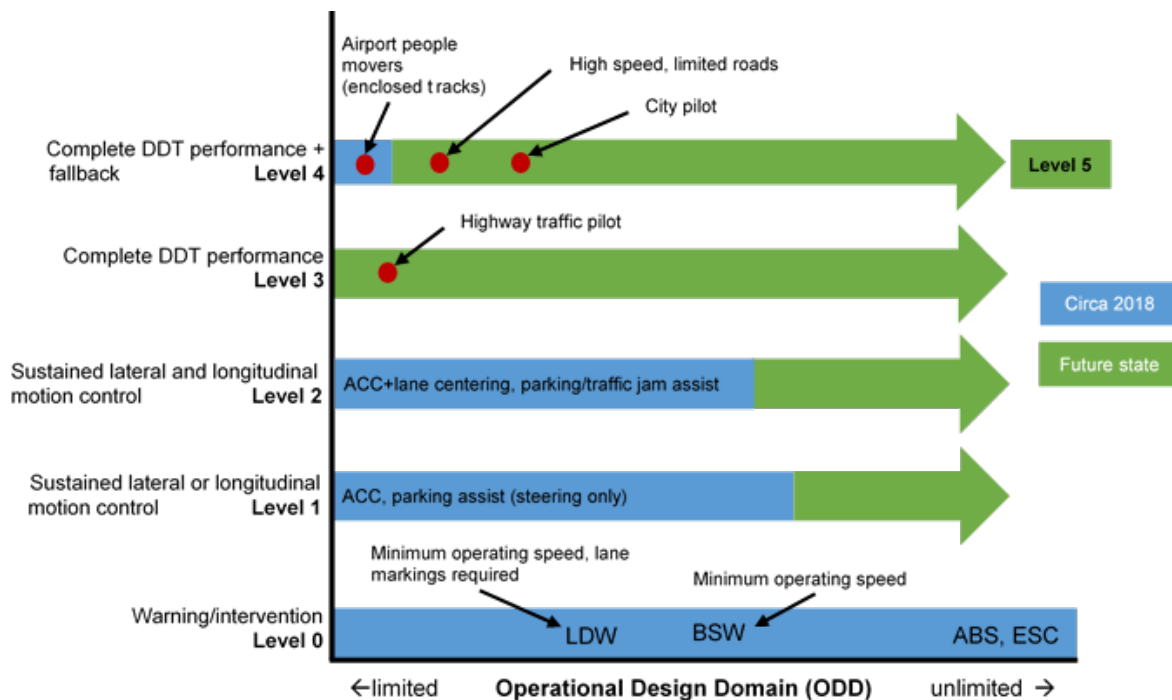 Airport people
movers
(enclosed tracks)
High speed, limited roads
City pilot
Complete DDT performance +
fallback
Level 4
Level 5
Highway traffic pilot
Complete DDT performance
Level 3
Circa 2018
Future state
Sustained lateral and longitudinal
motion control
Level 2
ACC+lane centering, parking/traffic jam assist
Sustained lateral or longitudinal
motion control
Level 1
ACC, parking assist (steering only)
Minimum operating speed, lane
markings required
Minimum operating speed
Warning/intervention
Level 0
LDW
BSW
ABS, ESC
←limited
Operational Design Domain (ODD)
unlimited →